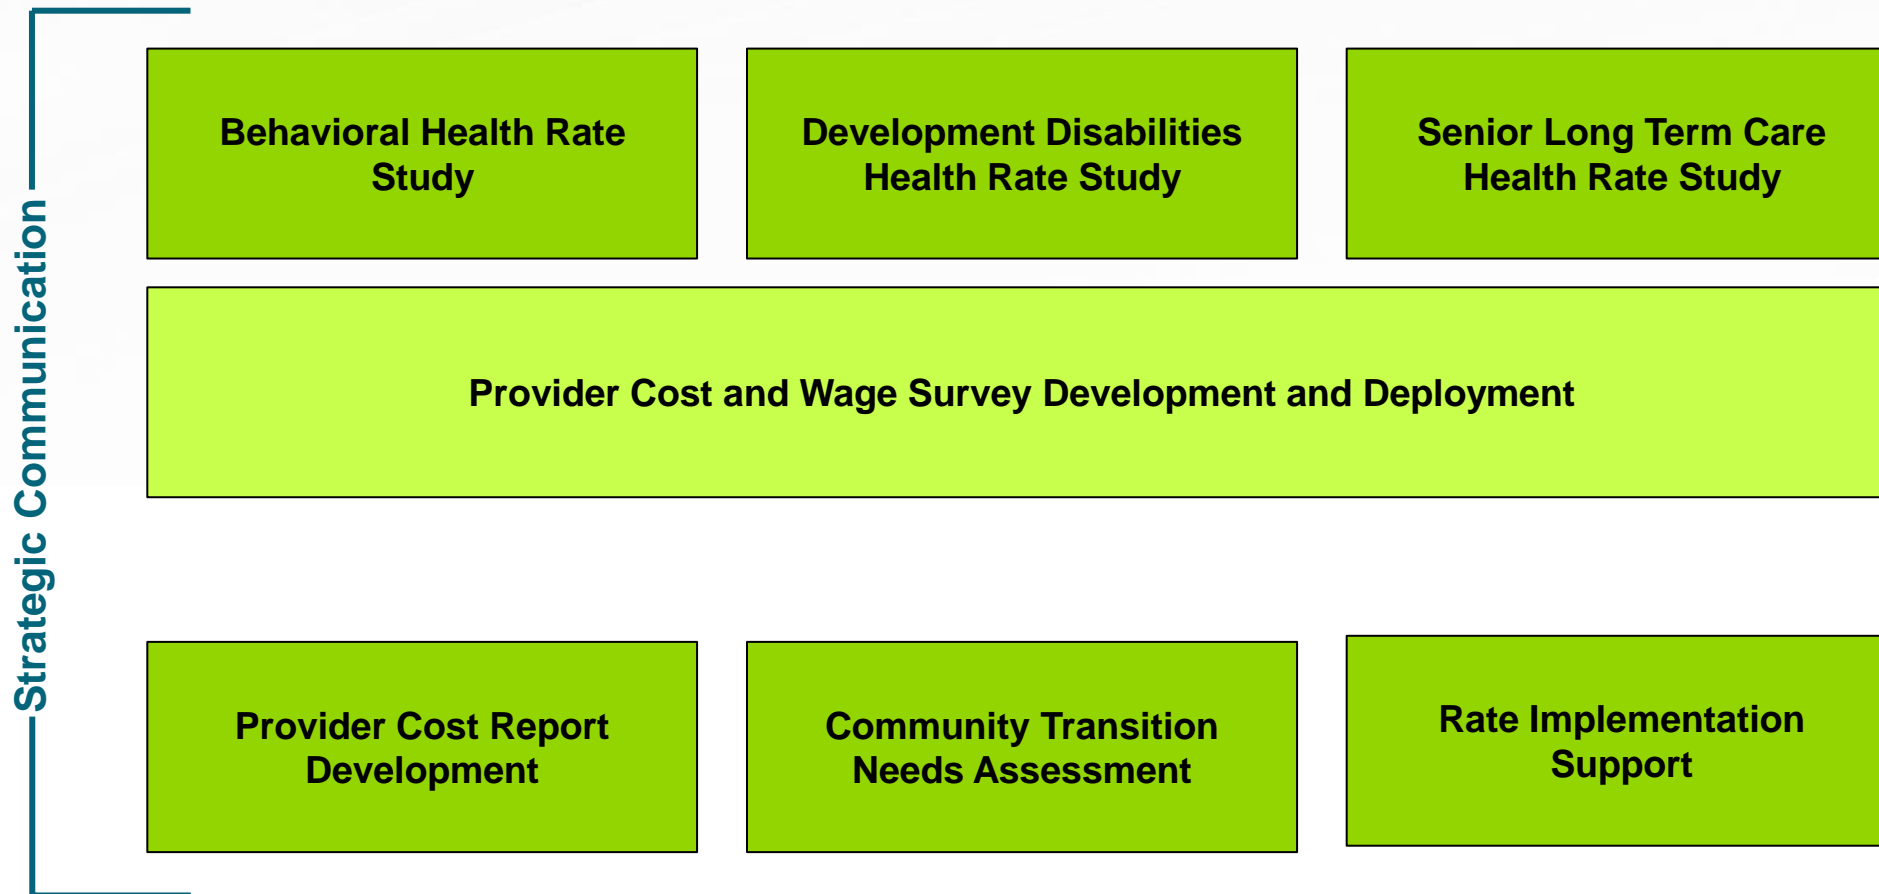 Strategic Communication
Behavioral Health Rate
Study
Development Disabilities
Health Rate Study
Senior Long Term Care
Health Rate Study
Provider Cost and Wage Survey Development and Deployment
Provider Cost Report
Development
Community Transition
Needs Assessment
Rate Implementation
Support